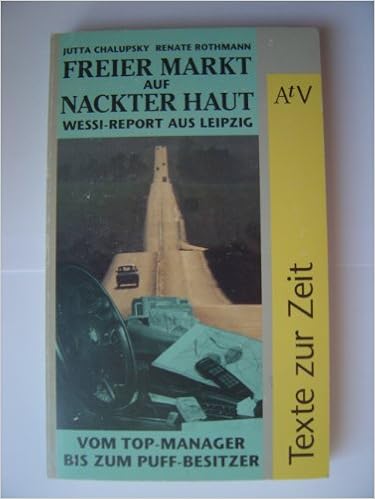 JUTTA CHALUPSKY RENATE ROTHMANN
FREIER MARKT
AUF
NACKTER HAUT
WESSI-REPORT AUS LEIPZIG
VOM TOP-MANAGER
BIS ZUM PUFF-BESITZER
AtV
Texte zur Zeit